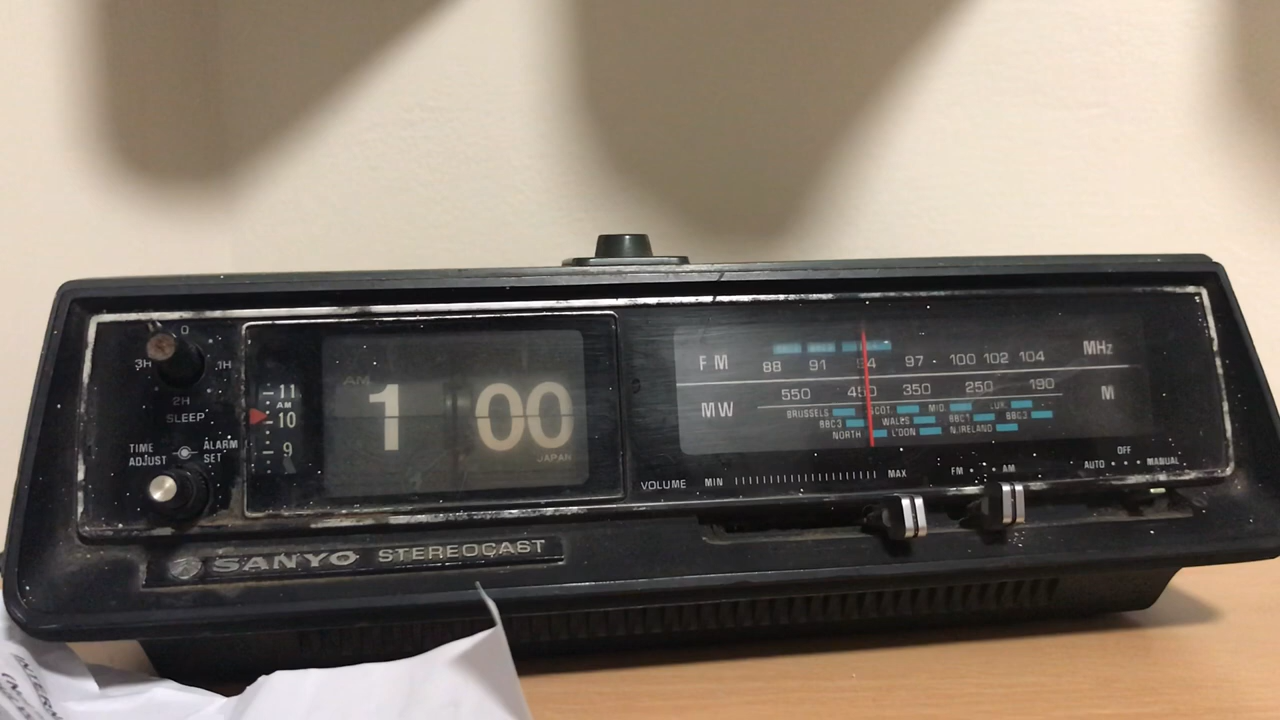 0
3H 1H
2H
SLEEP
TIME ADJUST
ALARM SET
11
AM
10
9
AM
1 00
JAPAN
FM 88 91 94 97 100 102 104 MHz
MW 550 450 350 250 190 M
BRUSSELS SCOT. MID. LUX.
BBC3 WALES BBC1 BBC3
NORTH L'DON N.IRELAND
VOLUME MIN MAX
FM AM
OFF
AUTO MANUAL
SANYO STEREOCAST